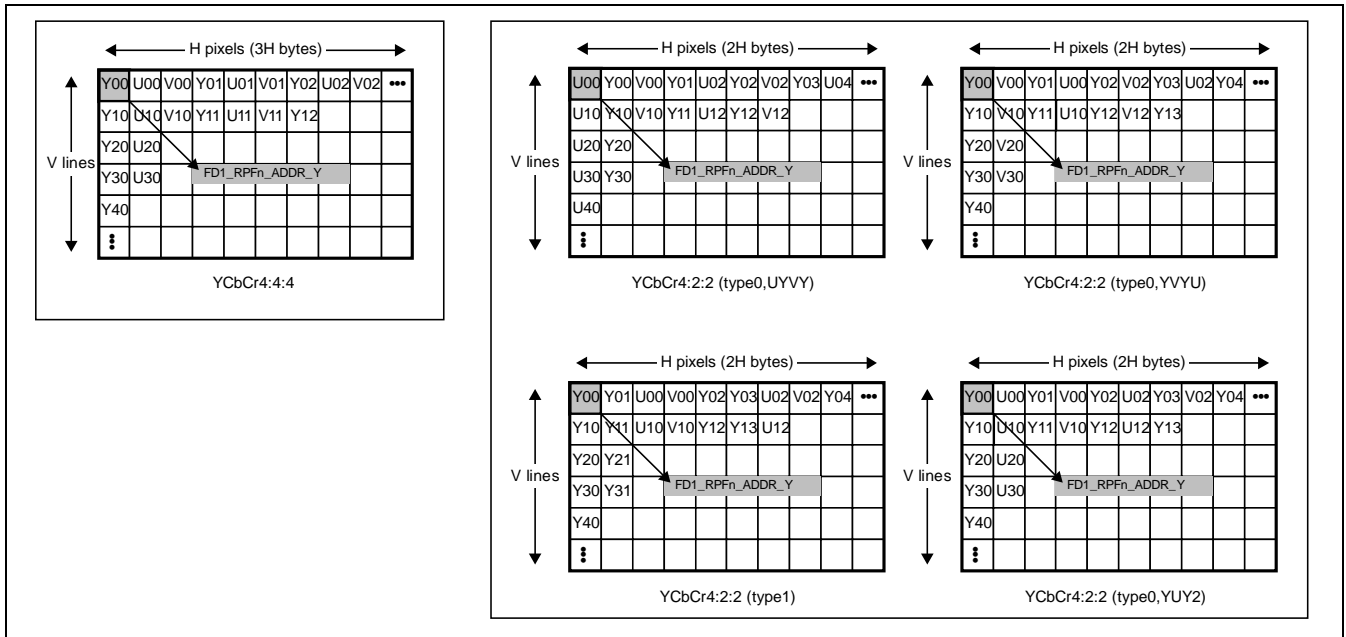 H pixels (3H bytes)
V lines
Y00 U00 V00 Y01 U01 V01 Y02 U02 V02 •••
Y10 U10 V10 Y11 U11 V11 Y12
Y20 U20
Y30 U30
Y40
FD1_RPFn_ADDR_Y
YCbCr4:4:4
H pixels (2H bytes)
V lines
U00 Y00 V00 Y01 U02 Y02 V02 Y03 U04 •••
U10 Y10 V10 Y11 U12 Y12 V12
U20 Y20
U30 Y30
U40
FD1_RPFn_ADDR_Y
YCbCr4:2:2 (type0,UYVY)
H pixels (2H bytes)
V lines
Y00 V00 Y01 U00 Y02 V02 Y03 U02 Y04 •••
Y10 V10 Y11 U10 Y12 V12 Y13
Y20 V20
Y30 V30
Y40
FD1_RPFn_ADDR_Y
YCbCr4:2:2 (type0,YVYU)
H pixels (2H bytes)
V lines
Y00 Y01 U00 V00 Y02 Y03 U02 V02 Y04 •••
Y10 Y11 U10 V10 Y12 Y13 U12
Y20 Y21
Y30 Y31
Y40
FD1_RPFn_ADDR_Y
YCbCr4:2:2 (type1)
H pixels (2H bytes)
V lines
Y00 U00 Y01 V00 Y02 U02 Y03 V02 Y04 •••
Y10 U10 Y11 V10 Y12 U12 Y13
Y20 U20
Y30 U30
Y40
FD1_RPFn_ADDR_Y
YCbCr4:2:2 (type0,YUY2)